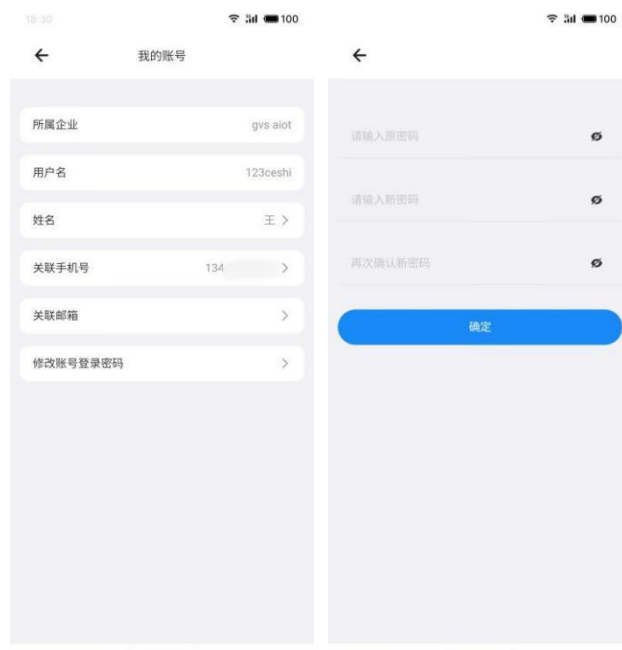 18:30
100
我的账号
所属企业 gvs aiot
用户名 123ceshi
姓名 王
关联手机号 134
关联邮箱
修改账号登录密码
100
请输入原密码
请输入新密码
再次确认新密码
确定